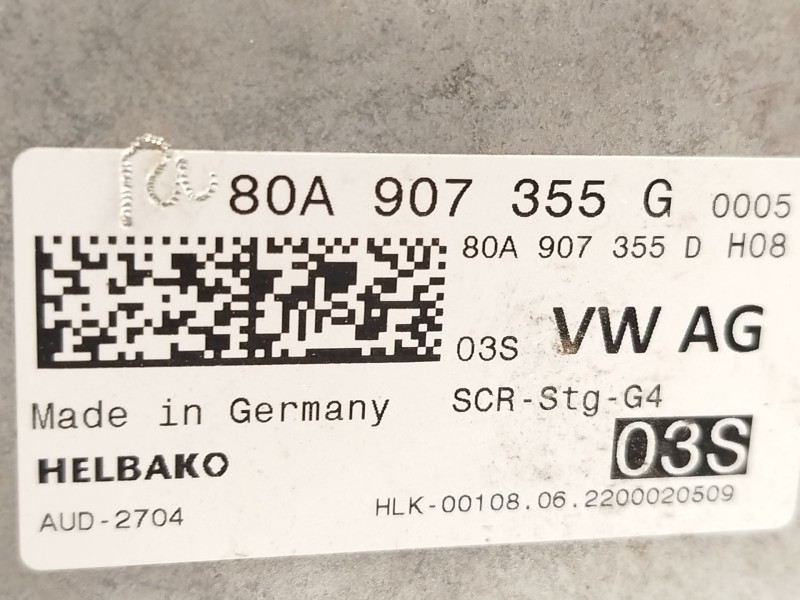 80A 907 355 G 0005
80A 907 355 D H08
03S VW AG
Made in Germany SCR-Stg-G4
HELBAKO 03S
AUD-2704 HLK-00108.06.2200020509